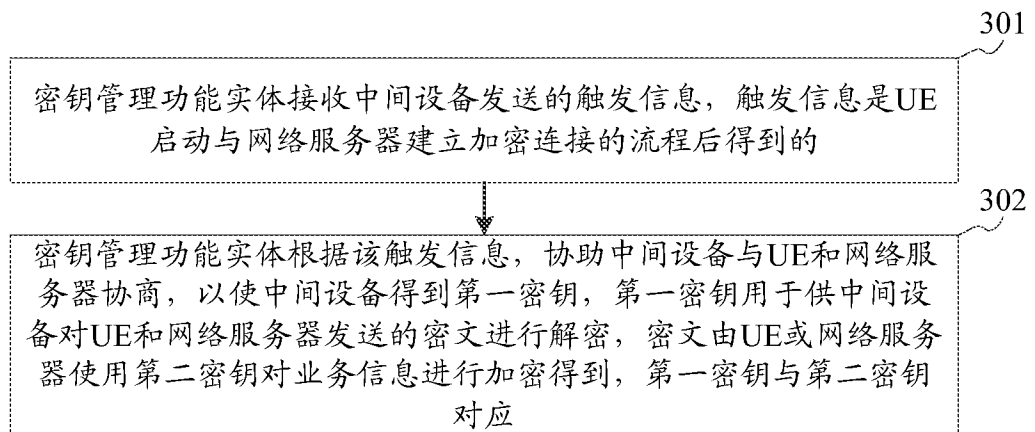 301
密钥管理功能实体接收中间设备发送的触发信息，触发信息是UE
启动与网络服务器建立加密连接的流程后得到的
302
密钥管理功能实体根据该触发信息，协助中间设备与UE和网络服
务器协商，以使中间设备得到第一密钥，第一密钥用于供中间设
备对UE和网络服务器发送的密文进行解密，密文由UE或网络服务
器使用第二密钥对业务信息进行加密得到，第一密钥与第二密钥
对应